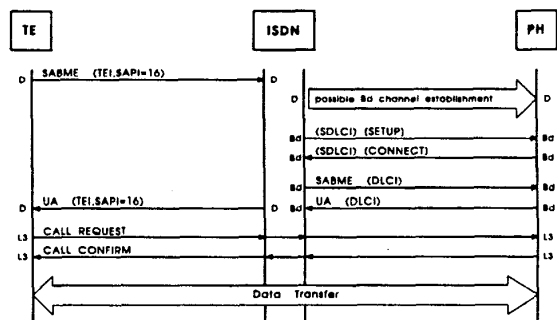 TE ISDN PH
D SABME (TEI,SAPI=16) D
D possible Bd channel establishment D
Bd (SDLCI) (SETUP) Bd
Bd (SDLCI) (CONNECT) Bd
Bd SABME (DLCI) Bd
D UA (TEI,SAPI=16) D Bd UA (DLCI) Bd
L3 CALL REQUEST L3
L3 CALL CONFIRM L3
Data Transfer